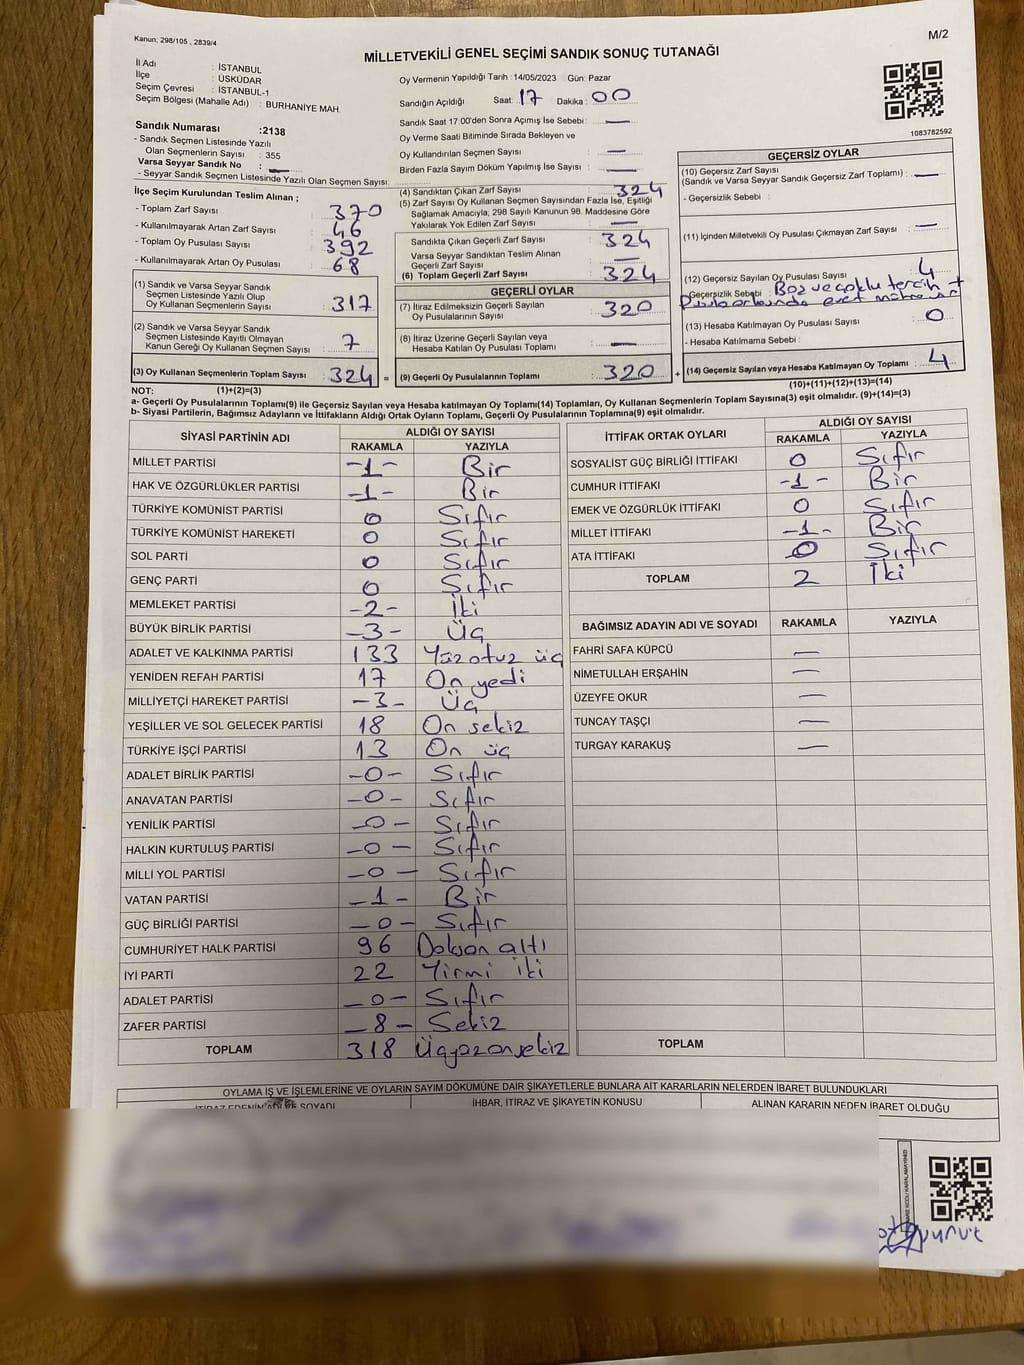 Kanun; 298/105 , 2839/4
M/2
MİLLETVEKİLİ GENEL SEÇİMİ SANDIK SONUÇ TUTANAĞI
İl Adı : İSTANBUL
İlçe : ÜSKÜDAR
Seçim Çevresi : İSTANBUL-1
Seçim Bölgesi (Mahalle Adı) : BURHANİYE MAH.
Sandık Numarası :2138
- Sandık Seçmen Listesinde Yazılı
Olan Seçmenlerin Sayısı : 355
Varsa Seyyar Sandık No : —
- Seyyar Sandık Seçmen Listesinde Yazılı Olan Seçmen Sayısı:
Oy Vermenin Yapıldığı Tarih :14/05/2023 Gün: Pazar
Sandığın Açıldığı Saat: 17 Dakika: 00
Sandık Saat 17:00'den Sonra Açımış İse Sebebi : —
Oy Verme Saati Bitiminde Sırada Bekleyen ve
Oy Kullandırılan Seçmen Sayısı : —
Birden Fazla Sayım Döküm Yapılmış İse Sayısı : —
1083782592
İlçe Seçim Kurulundan Teslim Alınan ;
- Toplam Zarf Sayısı : 370
- Kullanılmayarak Artan Zarf Sayısı : 46
- Toplam Oy Pusulası Sayısı : 392
- Kullanılmayarak Artan Oy Pusulası : 68
(1) Sandık ve Varsa Seyyar Sandık
Seçmen Listesinde Yazılı Olup
Oy Kullanan Seçmenlerin Sayısı : 317
(2) Sandık ve Varsa Seyyar Sandık
Seçmen Listesinde Kayıtlı Olmayan
Kanun Gereği Oy Kullanan Seçmen Sayısı : 7
(3) Oy Kullanan Seçmenlerin Toplam Sayısı : 324 =
(4) Sandıktan Çıkan Zarf Sayısı : 324
(5) Zarf Sayısı Oy Kullanan Seçmen Sayısından Fazla İse, Eşitliği
Sağlamak Amacıyla, 298 Sayılı Kanunun 98. Maddesine Göre
Yakılarak Yok Edilen Zarf Sayısı : —
Sandıkta Çıkan Geçerli Zarf Sayısı : 324
Varsa Seyyar Sandıktan Teslim Alınan
Geçerli Zarf Sayısı : —
(6) Toplam Geçerli Zarf Sayısı : 324
GEÇERLİ OYLAR
(7) İtiraz Edilmeksizin Geçerli Sayılan
Oy Pusulalarının Sayısı : 320
(8) İtiraz Üzerine Geçerli Sayılan veya
Hesaba Katılan Oy Pusulası Toplamı : —
(9) Geçerli Oy Pusulalarının Toplamı : 320 +
GEÇERSİZ OYLAR
(10) Geçersiz Zarf Sayısı
(Sandık ve Varsa Seyyar Sandık Geçersiz Zarf Toplamı) : —
- Geçersizlik Sebebi :
(11) İçinden Milletvekili Oy Pusulası Çıkmayan Zarf Sayısı : —
(12) Geçersiz Sayılan Oy Pusulası Sayısı : 4
- Geçersizlik Sebebi : Boş ve çoklu tercih +
Pusula arkasında evet mührü
(13) Hesaba Katılmayan Oy Pusulası Sayısı : 0
- Hesaba Katılmama Sebebi :
(14) Geçersiz Sayılan veya Hesaba Katılmayan Oy Toplamı : 4
NOT: (1)+(2)=(3)
(10)+(11)+(12)+(13)=(14)
a- Geçerli Oy Pusulalarının Toplamı(9) ile Geçersiz Sayılan veya Hesaba katılmayan Oy Toplamı(14) Toplamları, Oy Kullanan Seçmenlerin Toplam Sayısına(3) eşit olmalıdır. (9)+(14)=(3)
b- Siyasi Partilerin, Bağımsız Adayların ve İttifakların Aldığı Ortak Oyların Toplamı, Geçerli Oy Pusulalarının Toplamına(9) eşit olmalıdır.
SİYASİ PARTİNİN ADI ALDIĞI OY SAYISI
RAKAMLA YAZIYLA
MİLLET PARTİSİ -1- Bir
HAK VE ÖZGÜRLÜKLER PARTİSİ -1- Bir
TÜRKİYE KOMÜNİST PARTİSİ 0 Sıfır
TÜRKİYE KOMÜNİST HAREKETİ 0 Sıfır
SOL PARTİ 0 Sıfır
GENÇ PARTİ 0 Sıfır
MEMLEKET PARTİSİ -2- İki
BÜYÜK BİRLİK PARTİSİ -3- Üç
ADALET VE KALKINMA PARTİSİ 133 Yüz otuz üç
YENİDEN REFAH PARTİSİ 17 On yedi
MİLLİYETÇİ HAREKET PARTİSİ -3- Üç
YEŞİLLER VE SOL GELECEK PARTİSİ 18 On sekiz
TÜRKİYE İŞÇİ PARTİSİ 13 On üç
ADALET BİRLİK PARTİSİ -0- Sıfır
ANAVATAN PARTİSİ -0- Sıfır
YENİLİK PARTİSİ -0- Sıfır
HALKIN KURTULUŞ PARTİSİ -0- Sıfır
MİLLİ YOL PARTİSİ -0- Sıfır
VATAN PARTİSİ -1- Bir
GÜÇ BİRLİĞİ PARTİSİ -0- Sıfır
CUMHURİYET HALK PARTİSİ 96 Doksan altı
İYİ PARTİ 22 Yirmi iki
ADALET PARTİSİ -0- Sıfır
ZAFER PARTİSİ -8- Sekiz
TOPLAM 318 Üçyüzonsekiz
İTTİFAK ORTAK OYLARI ALDIĞI OY SAYISI
RAKAMLA YAZIYLA
SOSYALİST GÜÇ BİRLİĞİ İTTİFAKI 0 Sıfır
CUMHUR İTTİFAKI -1- Bir
EMEK VE ÖZGÜRLÜK İTTİFAKI 0 Sıfır
MİLLET İTTİFAKI -1- Bir
ATA İTTİFAKI 0 Sıfır
TOPLAM 2 İki
BAĞIMSIZ ADAYIN ADI VE SOYADI RAKAMLA YAZIYLA
FAHRİ SAFA KÜPCÜ —
NİMETULLAH ERŞAHİN —
ÜZEYFE OKUR —
TUNCAY TAŞÇI —
TURGAY KARAKUŞ —
TOPLAM
OYLAMA İŞ VE İŞLEMLERİNE VE OYLARIN SAYIM DÖKÜMÜNE DAİR ŞİKAYETLERLE BUNLARA AİT KARARLARIN NELERDEN İBARET BULUNDUKLARI
İTİRAZ EDENİN ADI VE SOYADI İHBAR, İTİRAZ VE ŞİKAYETİN KONUSU ALINAN KARARIN NEDEN İBARET OLDUĞU